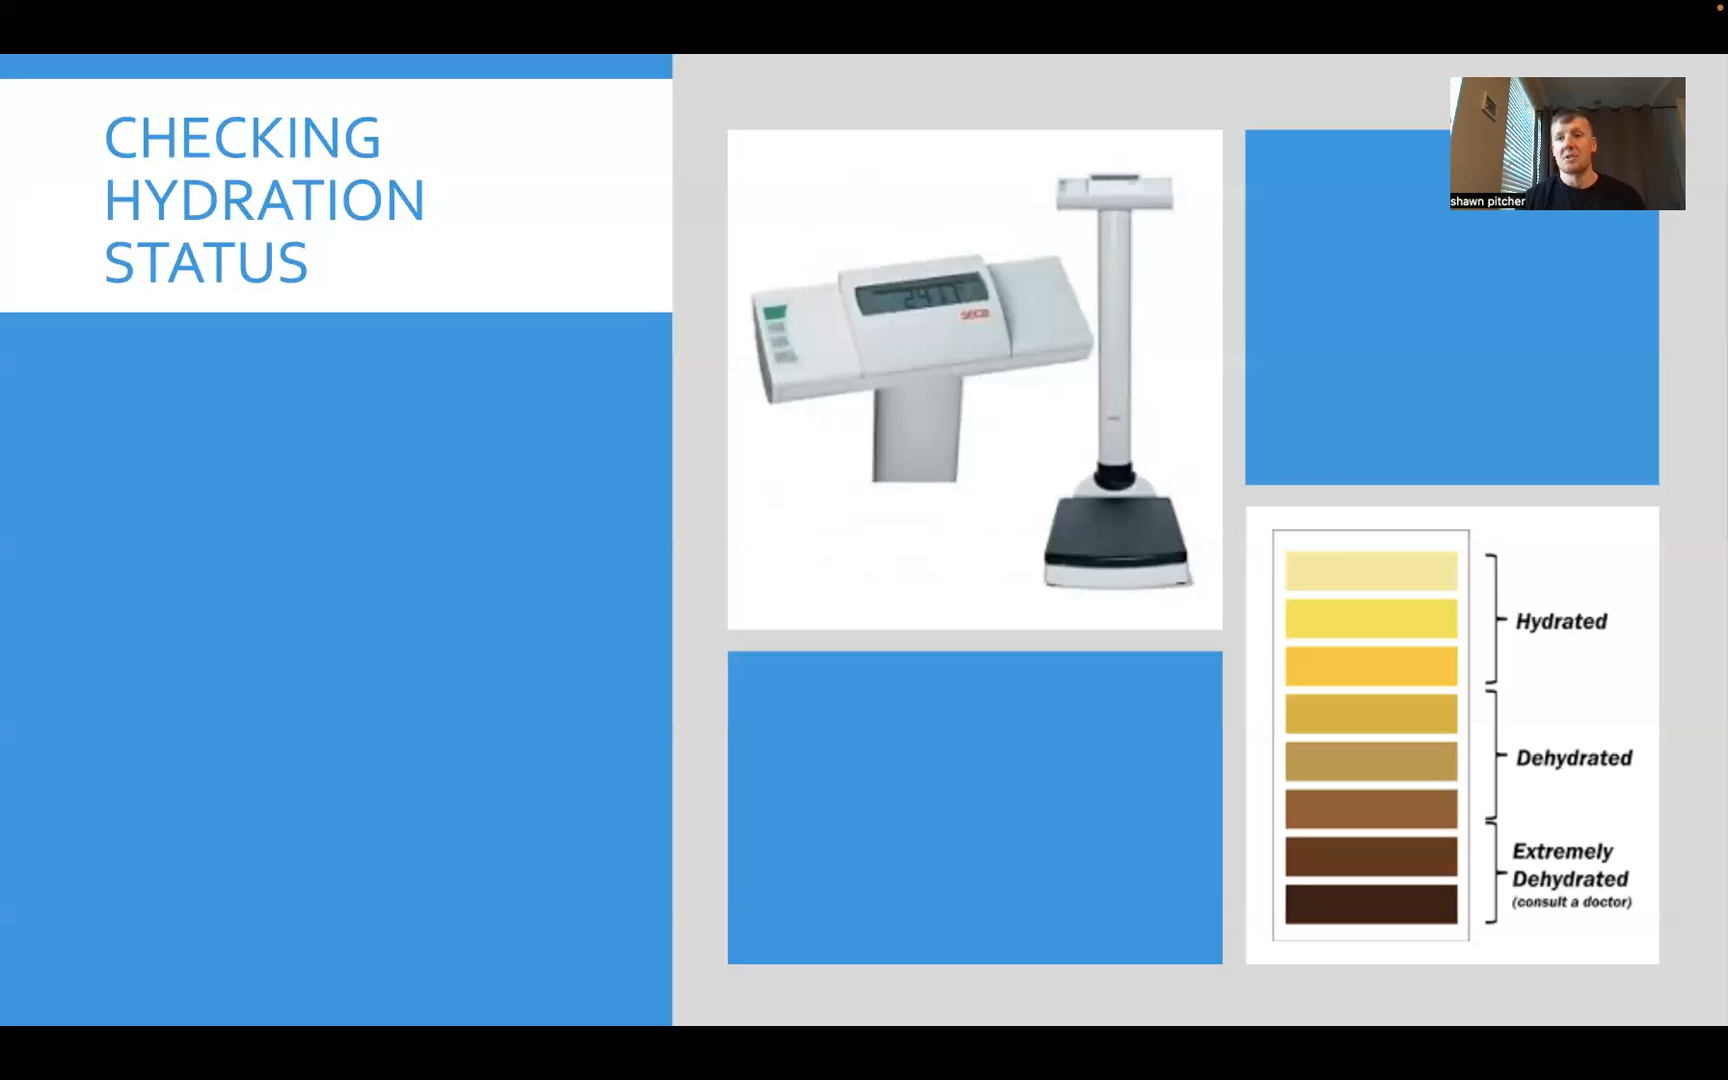 CHECKING
HYDRATION
STATUS
seca
shawn pitcher
Hydrated
Dehydrated
Extremely
Dehydrated
(consult a doctor)